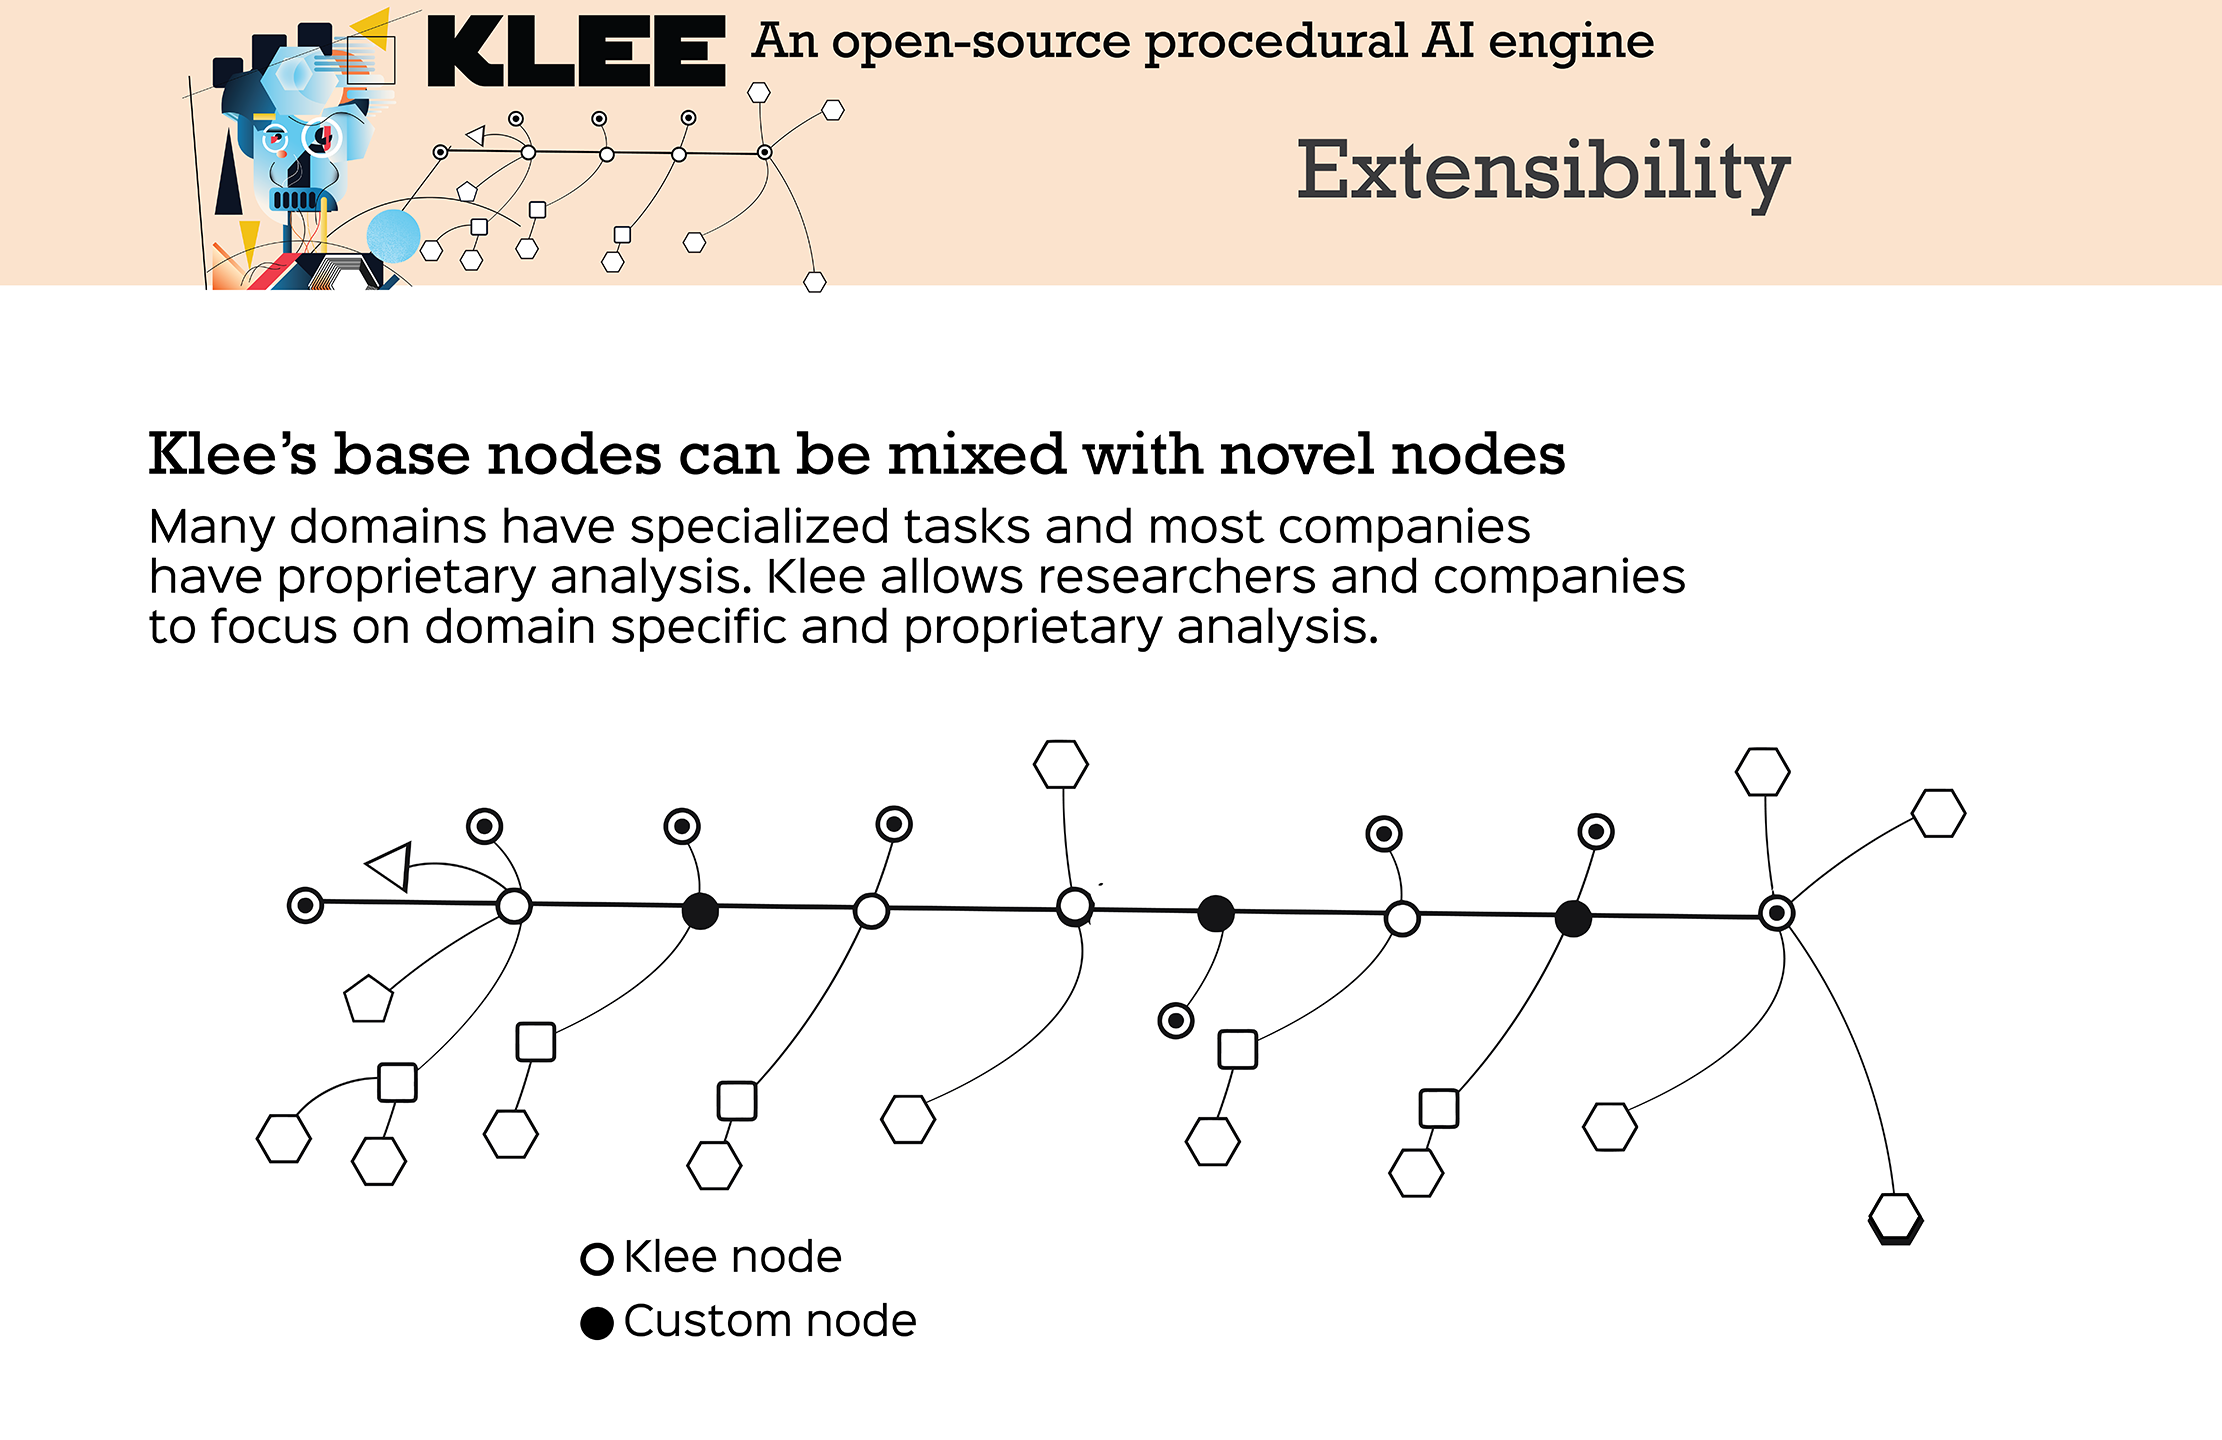 KLEE An open-source procedural AI engine
Extensibility
Klee’s base nodes can be mixed with novel nodes
Many domains have specialized tasks and most companies
have proprietary analysis. Klee allows researchers and companies
to focus on domain specific and proprietary analysis.
Klee node
Custom node